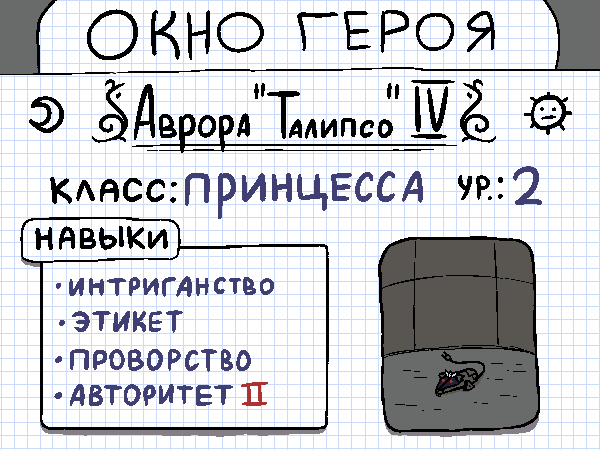 ОКНО ГЕРОЯ
Аврора "Талипсо" IV
КЛАСС: ПРИНЦЕССА УР.: 2
НАВЫКИ
• ИНТРИГАНСТВО
• ЭТИКЕТ
• ПРОВОРСТВО
• АВТОРИТЕТ II